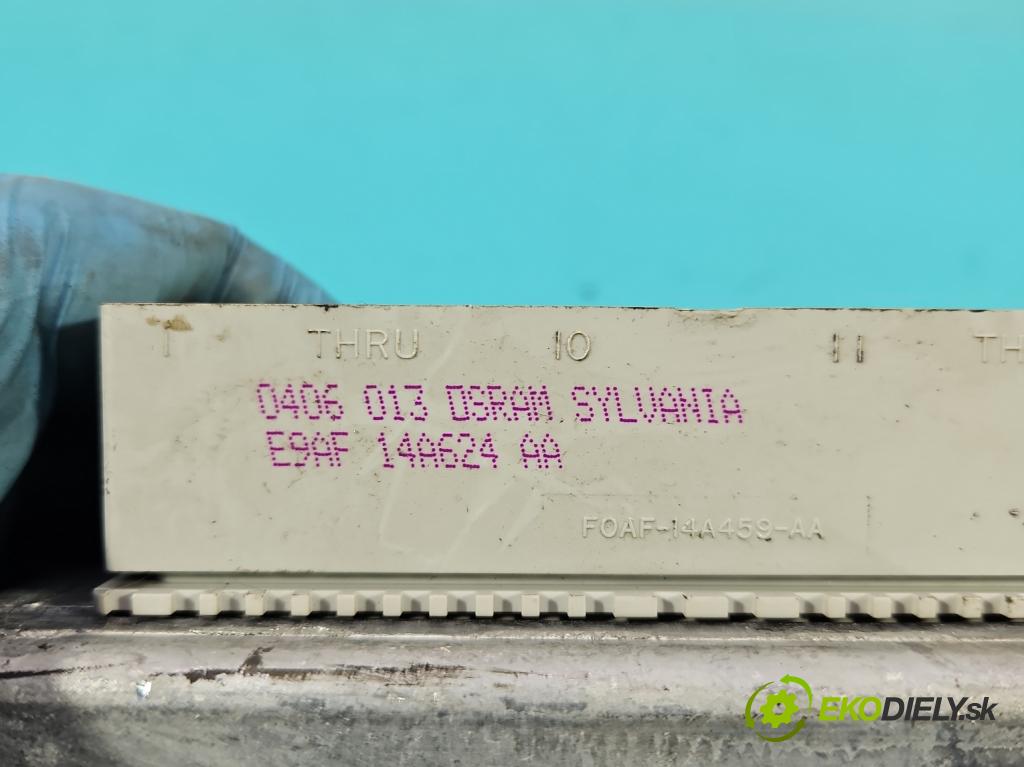 1 THRU 10 11 TH
0406 013 OSRAM SYLVANIA
E9AF 14A624 AA
F0AF-14A459-AA
EKODIELY.sk